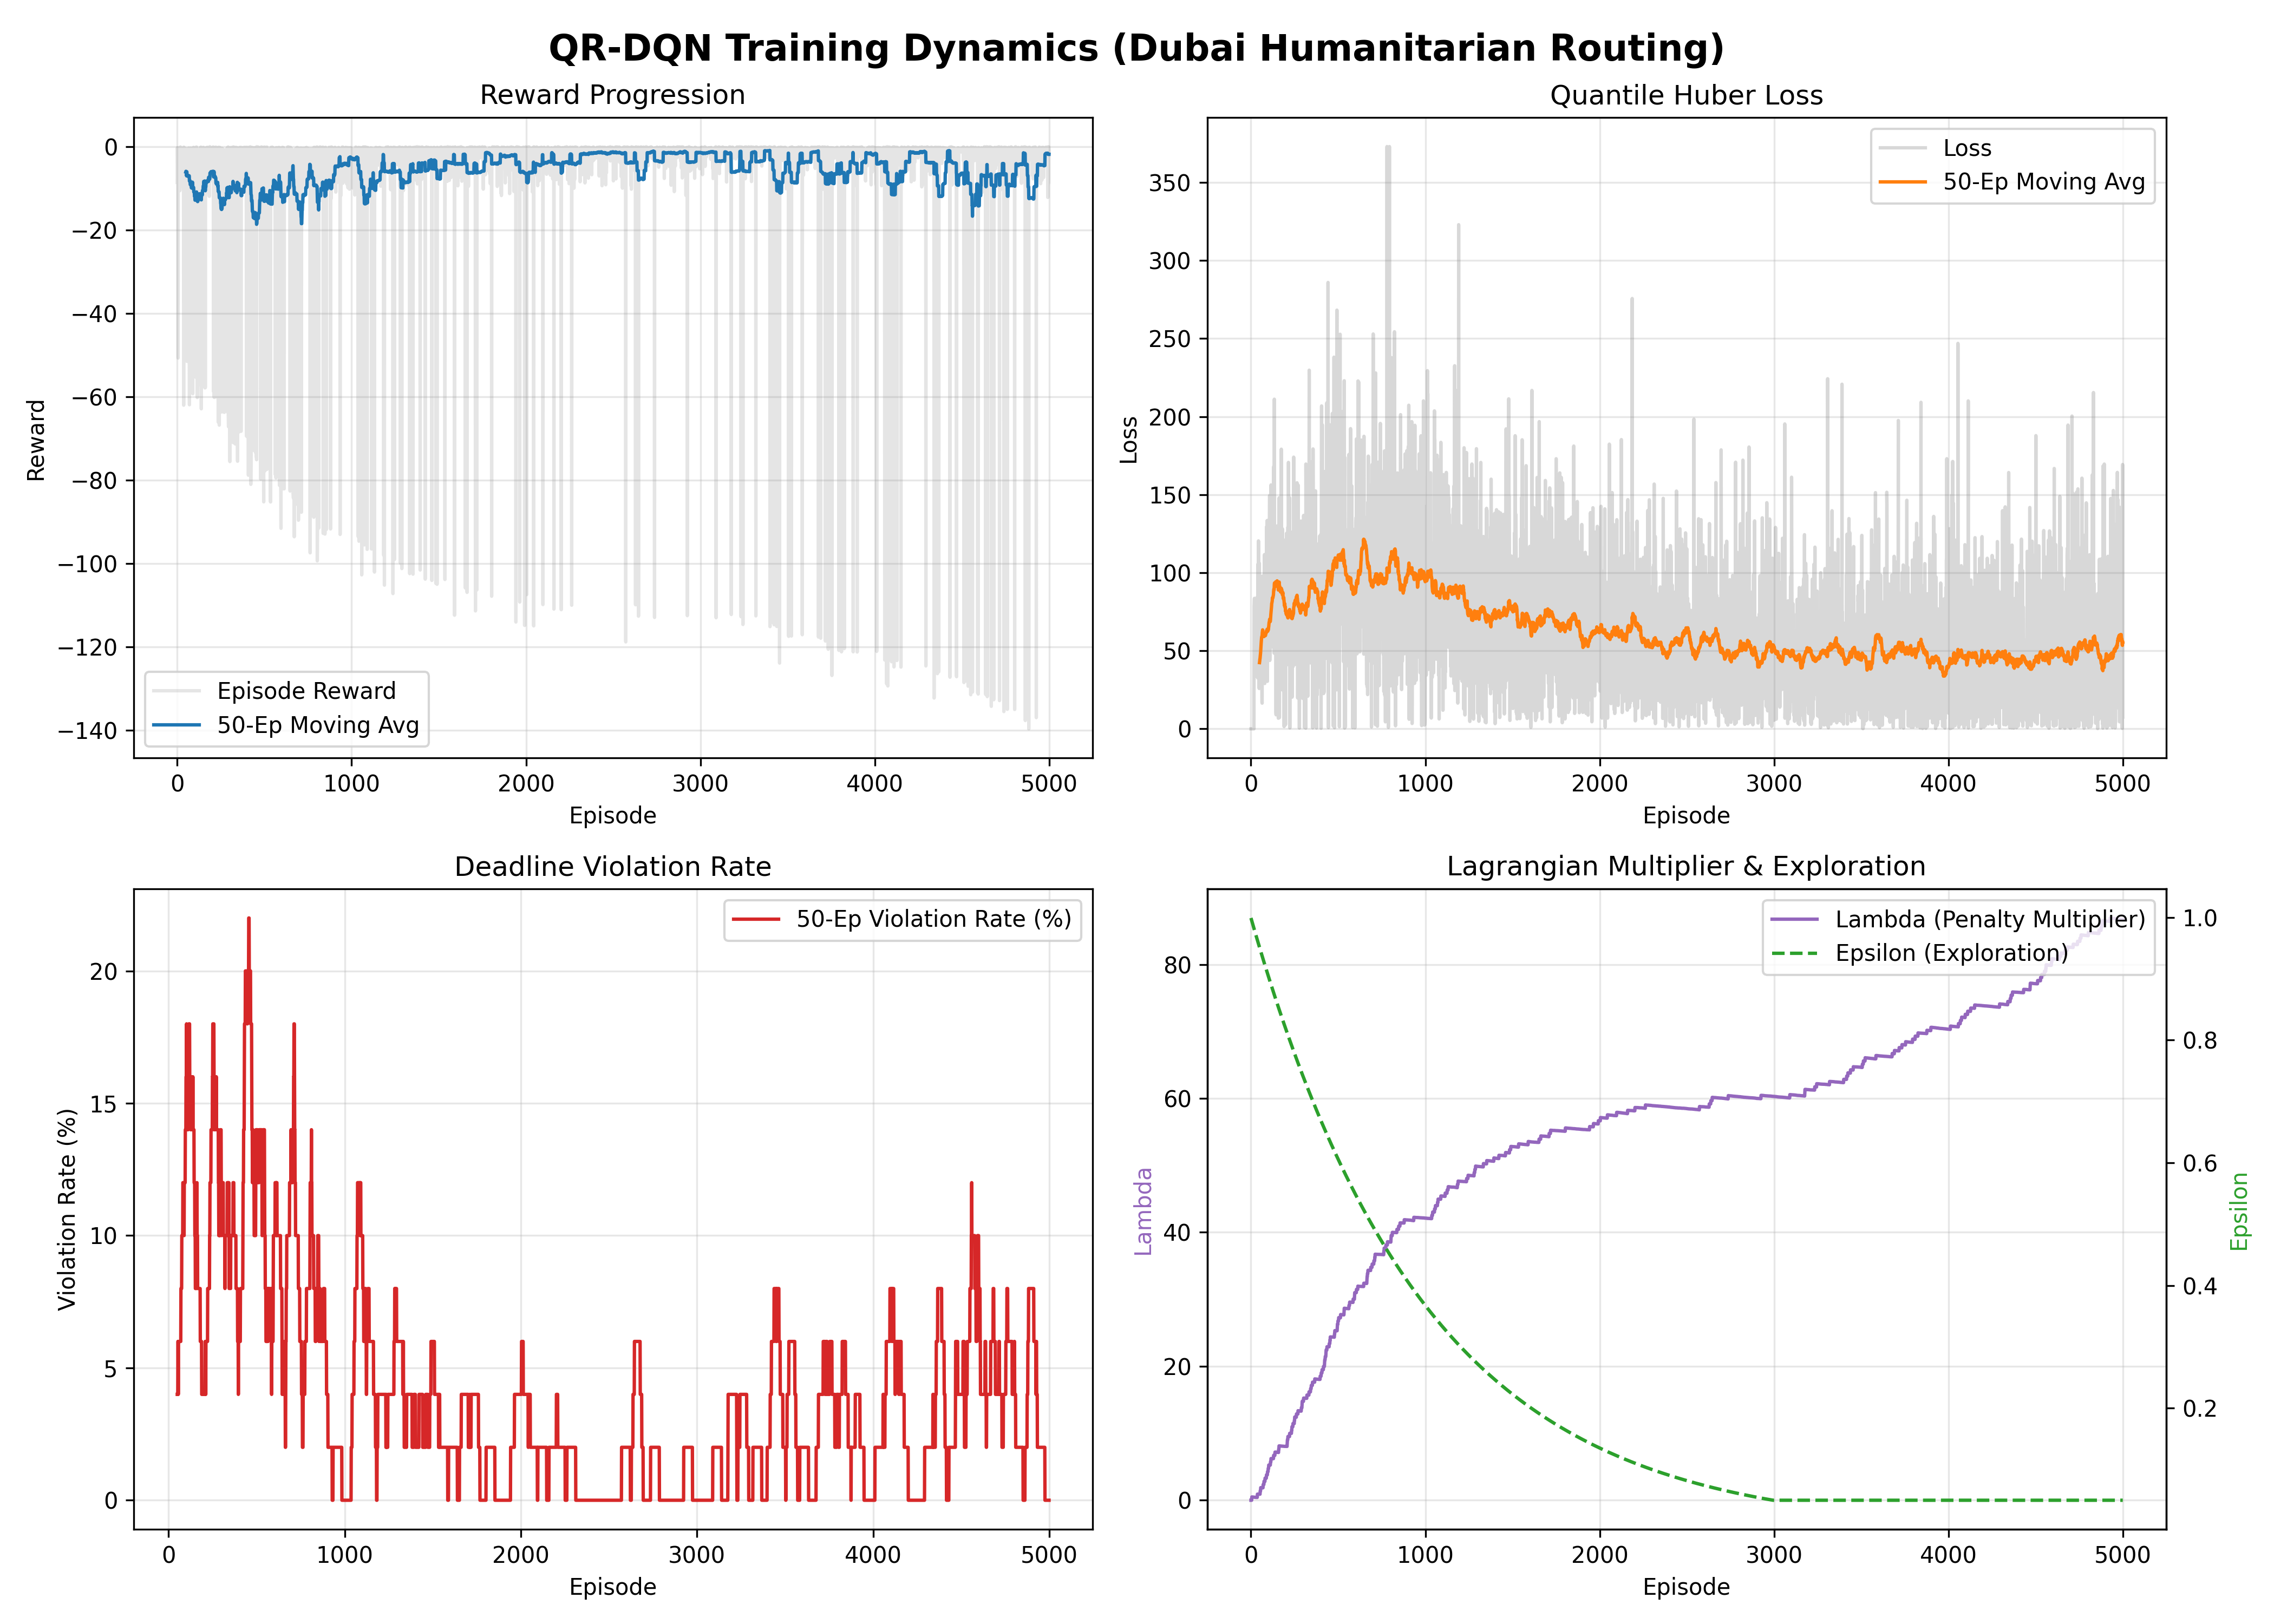 QR-DQN Training Dynamics (Dubai Humanitarian Routing)
Reward Progression
0
−20
−40
−60
−80
−100
−120
−140
Reward
Episode Reward
50-Ep Moving Avg
0 1000 2000 3000 4000 5000
Episode
Quantile Huber Loss
350
300
250
200
150
100
50
0
Loss
Loss
50-Ep Moving Avg
0 1000 2000 3000 4000 5000
Episode
Deadline Violation Rate
20
15
10
5
0
Violation Rate (%)
50-Ep Violation Rate (%)
0 1000 2000 3000 4000 5000
Episode
Lagrangian Multiplier & Exploration
80
60
40
20
0
Lambda
Lambda (Penalty Multiplier)
Epsilon (Exploration)
1.0
0.8
0.6
0.4
0.2
Epsilon
0 1000 2000 3000 4000 5000
Episode